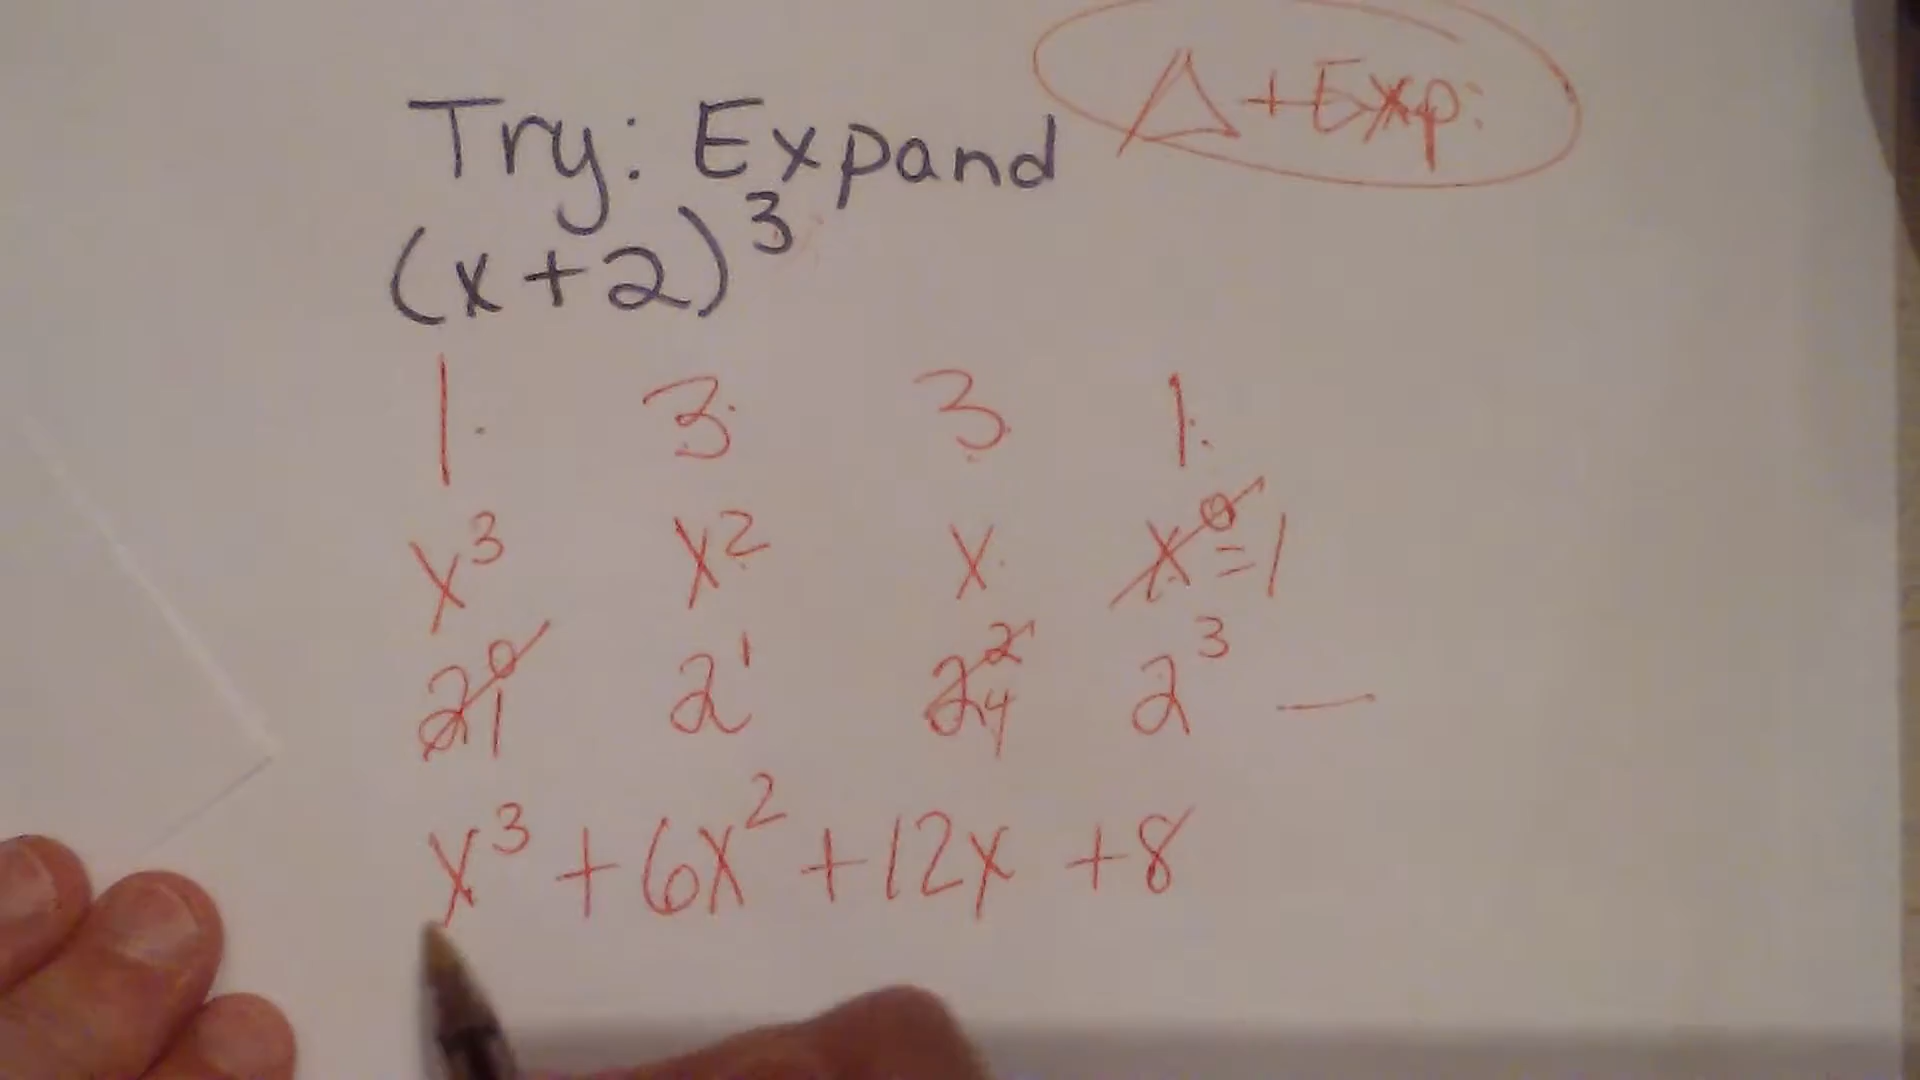 △ + Exp.
Try: Expand
(x+2)³
1 3 3 1
x³ x² x x⁰ = 1
2⁰ 1 2¹ 2² 4 2³ —
x³ + 6x² + 12x + 8